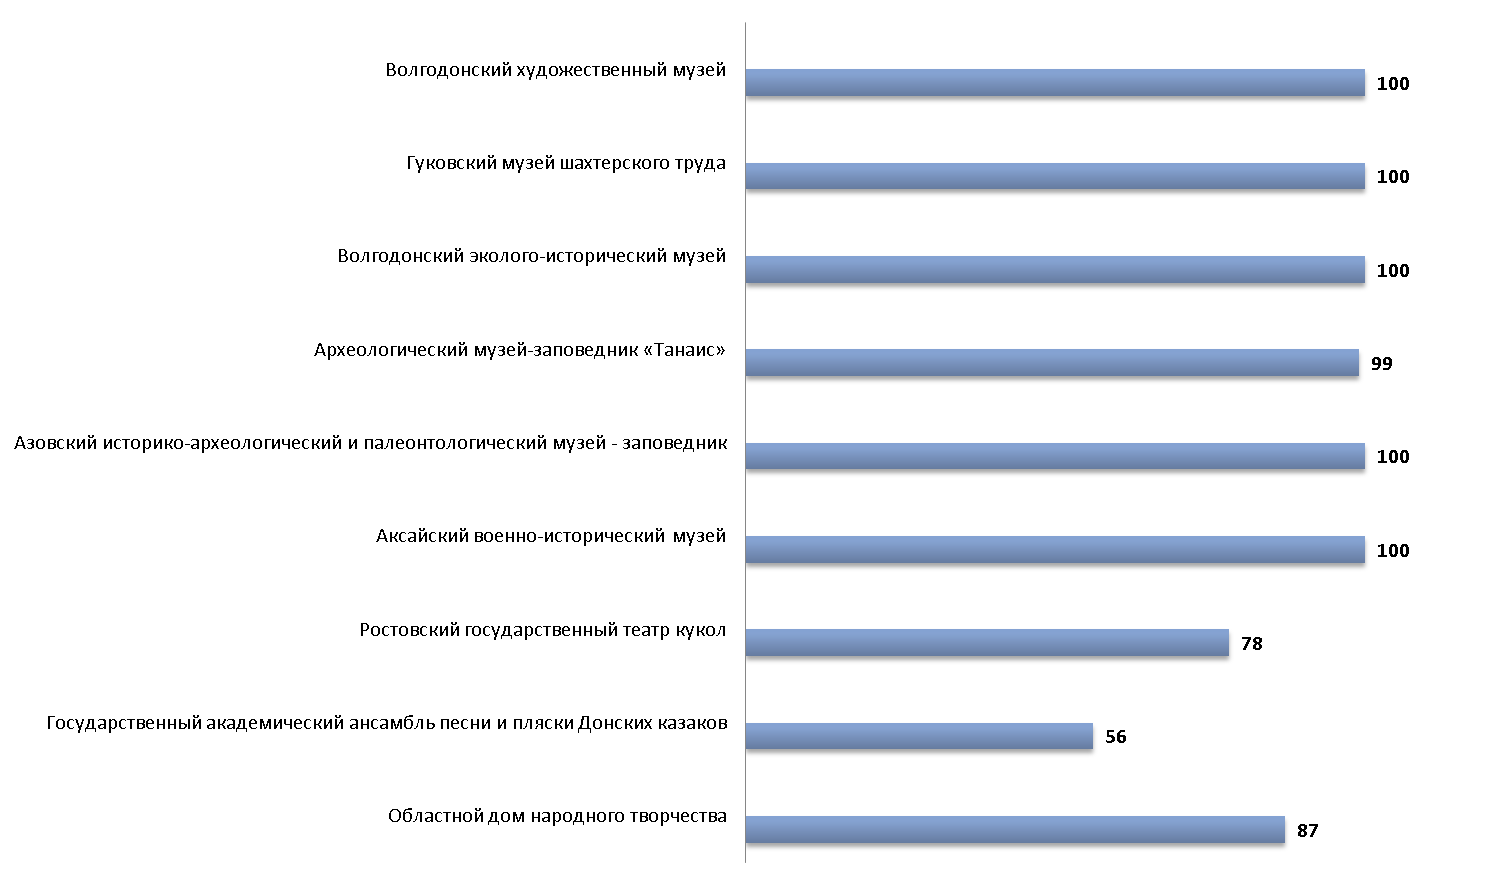 Волгодонский художественный музей
100
Гуковский музей шахтерского труда
100
Волгодонский эколого-исторический музей
100
Археологический музей-заповедник «Танаис»
99
Азовский историко-археологический и палеонтологический музей - заповедник
100
Аксайский военно-исторический музей
100
Ростовский государственный театр кукол
78
Государственный академический ансамбль песни и пляски Донских казаков
56
Областной дом народного творчества
87